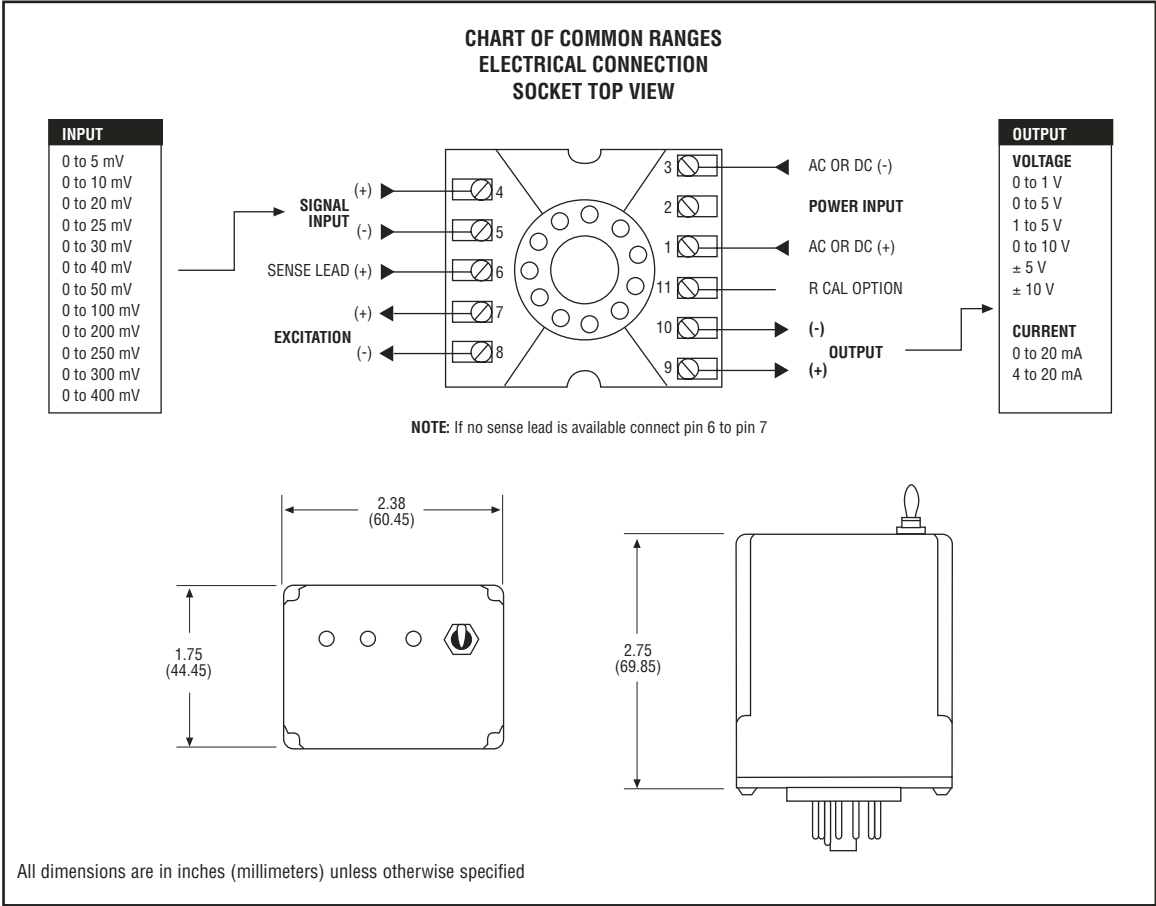 CHART OF COMMON RANGES
ELECTRICAL CONNECTION
SOCKET TOP VIEW
INPUT
0 to 5 mV
0 to 10 mV
0 to 20 mV
0 to 25 mV
0 to 30 mV
0 to 40 mV
0 to 50 mV
0 to 100 mV
0 to 200 mV
0 to 250 mV
0 to 300 mV
0 to 400 mV
SIGNAL
INPUT
(+)
(-)
SENSE LEAD (+)
EXCITATION
(+)
(-)
4
5
6
7
8
3
2
1
11
10
9
AC OR DC (-)
POWER INPUT
AC OR DC (+)
R CAL OPTION
(-)
OUTPUT
(+)
OUTPUT
VOLTAGE
0 to 1 V
0 to 5 V
1 to 5 V
0 to 10 V
± 5 V
± 10 V
CURRENT
0 to 20 mA
4 to 20 mA
NOTE: If no sense lead is available connect pin 6 to pin 7
2.38
(60.45)
1.75
(44.45)
2.75
(69.85)
All dimensions are in inches (millimeters) unless otherwise specified